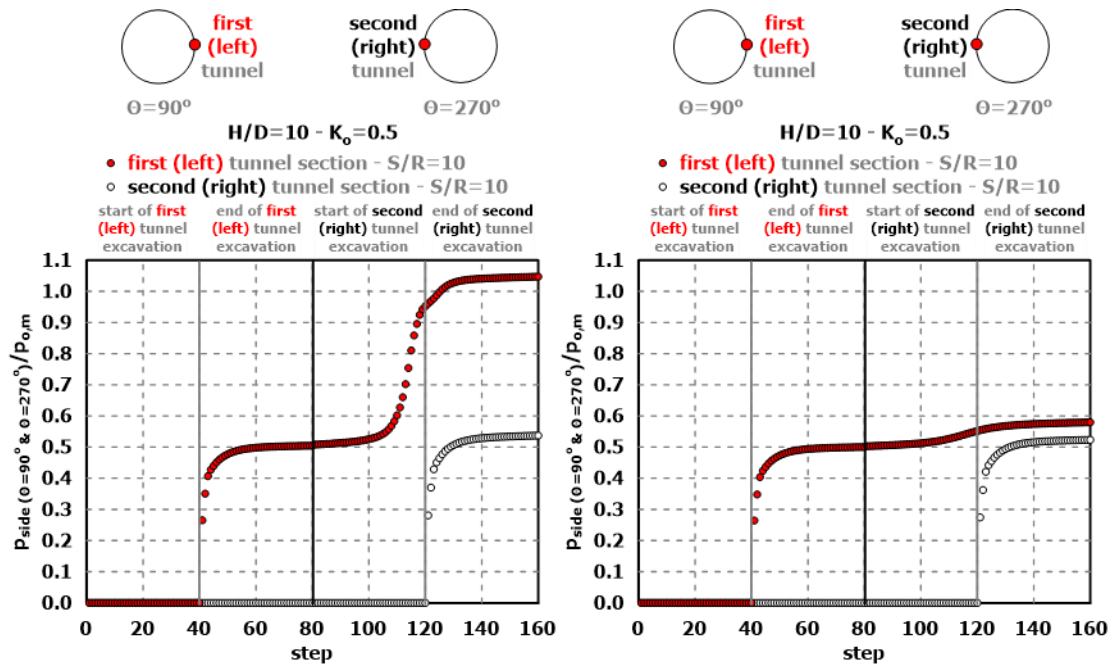 first
(left)
tunnel
second
(right)
tunnel
Θ=90°
Θ=270°
H/D=10 - Ko=0.5
first (left) tunnel section - S/R=10
second (right) tunnel section - S/R=10
start of first
(left) tunnel
excavation
end of first
(left) tunnel
excavation
start of second
(right) tunnel
excavation
end of second
(right) tunnel
excavation
pside (Θ=90° & Θ=270°)/po,m
1.1
1.0
0.9
0.8
0.7
0.6
0.5
0.4
0.3
0.2
0.1
0.0
0 20 40 60 80 100 120 140 160
step
first
(left)
tunnel
second
(right)
tunnel
Θ=90°
Θ=270°
H/D=10 - Ko=0.5
first (left) tunnel section - S/R=10
second (right) tunnel section - S/R=10
start of first
(left) tunnel
excavation
end of first
(left) tunnel
excavation
start of second
(right) tunnel
excavation
end of second
(right) tunnel
excavation
pside (Θ=90° & Θ=270°)/po,m
1.1
1.0
0.9
0.8
0.7
0.6
0.5
0.4
0.3
0.2
0.1
0.0
0 20 40 60 80 100 120 140 160
step